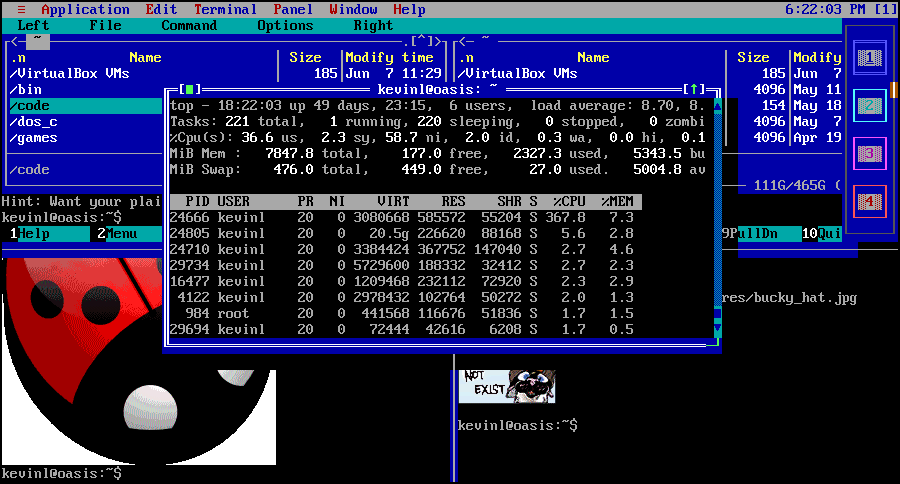 ≡ Application Edit Terminal Panel Window Help 6:22:03 PM [1]
Left File Command Options Right
<─ ~ .[^]> <─ ~
.n Name Size Modify time .n Name Size Modify
/VirtualBox VMs 185 Jun 7 11:29 /VirtualBox VMs 185 Jun 7
/bin 4096 May 11
/code 154 May 18
/dos_c 4096 May 7
/games 4096 Apr 19
/code
111G/465G (
[■] kevinl@oasis: ~ [↑]
top - 18:22:03 up 49 days, 23:15, 6 users, load average: 8.70, 8.
Tasks: 221 total, 1 running, 220 sleeping, 0 stopped, 0 zombi
%Cpu(s): 36.6 us, 2.3 sy, 58.7 ni, 2.0 id, 0.3 wa, 0.0 hi, 0.1
MiB Mem : 7847.8 total, 177.0 free, 2327.3 used, 5343.5 bu
MiB Swap: 476.0 total, 449.0 free, 27.0 used. 5004.8 av
PID USER PR NI VIRT RES SHR S %CPU %MEM
24666 kevinl 20 0 3080668 585572 55204 S 367.8 7.3
24805 kevinl 20 0 20.5g 226620 88168 S 5.6 2.8
24710 kevinl 20 0 3384424 367752 147040 S 2.7 4.6
29734 kevinl 20 0 5729600 188332 32412 S 2.7 2.3
16477 kevinl 20 0 1209468 232112 72920 S 2.3 2.9
4122 kevinl 20 0 2978432 102764 50272 S 2.0 1.3
984 root 20 0 441568 116676 51836 S 1.7 1.5
29694 kevinl 20 0 72444 42616 6208 S 1.7 0.5
Hint: Want your plai
kevinl@oasis:~$
1Help 2Menu 9PullDn 10Qui
1
2
3
4
res/bucky_hat.jpg
NOT
EXIST
kevinl@oasis:~$
kevinl@oasis:~$